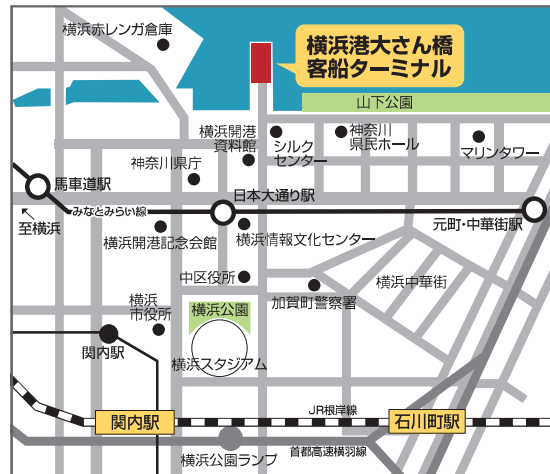 横浜赤レンガ倉庫
横浜港大さん橋
客船ターミナル
山下公園
横浜開港
資料館
シルク
センター
神奈川
県民ホール
マリンタワー
神奈川県庁
馬車道駅
日本大通り駅
みなとみらい線
至横浜
元町・中華街駅
横浜開港記念会館
横浜情報文化センター
中区役所
横浜中華街
加賀町警察署
横浜
市役所
横浜公園
関内駅
横浜スタジアム
JR根岸線
関内駅
石川町駅
横浜公園ランプ
首都高速横羽線